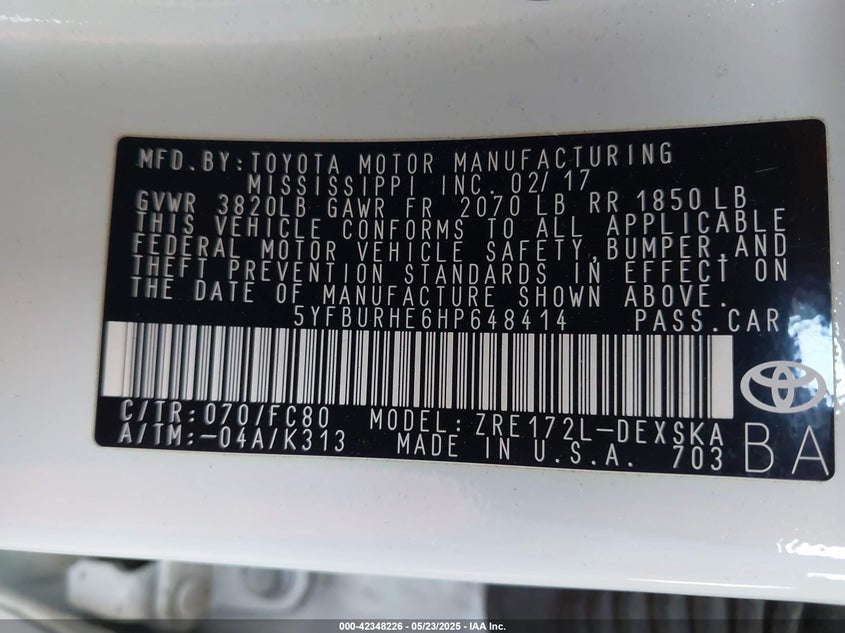 MFD. BY: TOYOTA MOTOR MANUFACTURING
MISSISSIPPI INC. 02/17
GVWR 3820LB GAWR FR 2070 LB RR 1850 LB
THIS VEHICLE CONFORMS TO ALL APPLICABLE
FEDERAL MOTOR VEHICLE SAFETY, BUMPER, AND
THEFT PREVENTION STANDARDS IN EFFECT ON
THE DATE OF MANUFACTURE SHOWN ABOVE.
5YFBURHE6HP648414 PASS.CAR
C/TR: 070/FC80 MODEL: ZRE172L-DEXSKA
A/TM: -04A/K313 MADE IN U.S.A. 703 BA
000-42348226 - 05/23/2025 - IAA Inc.